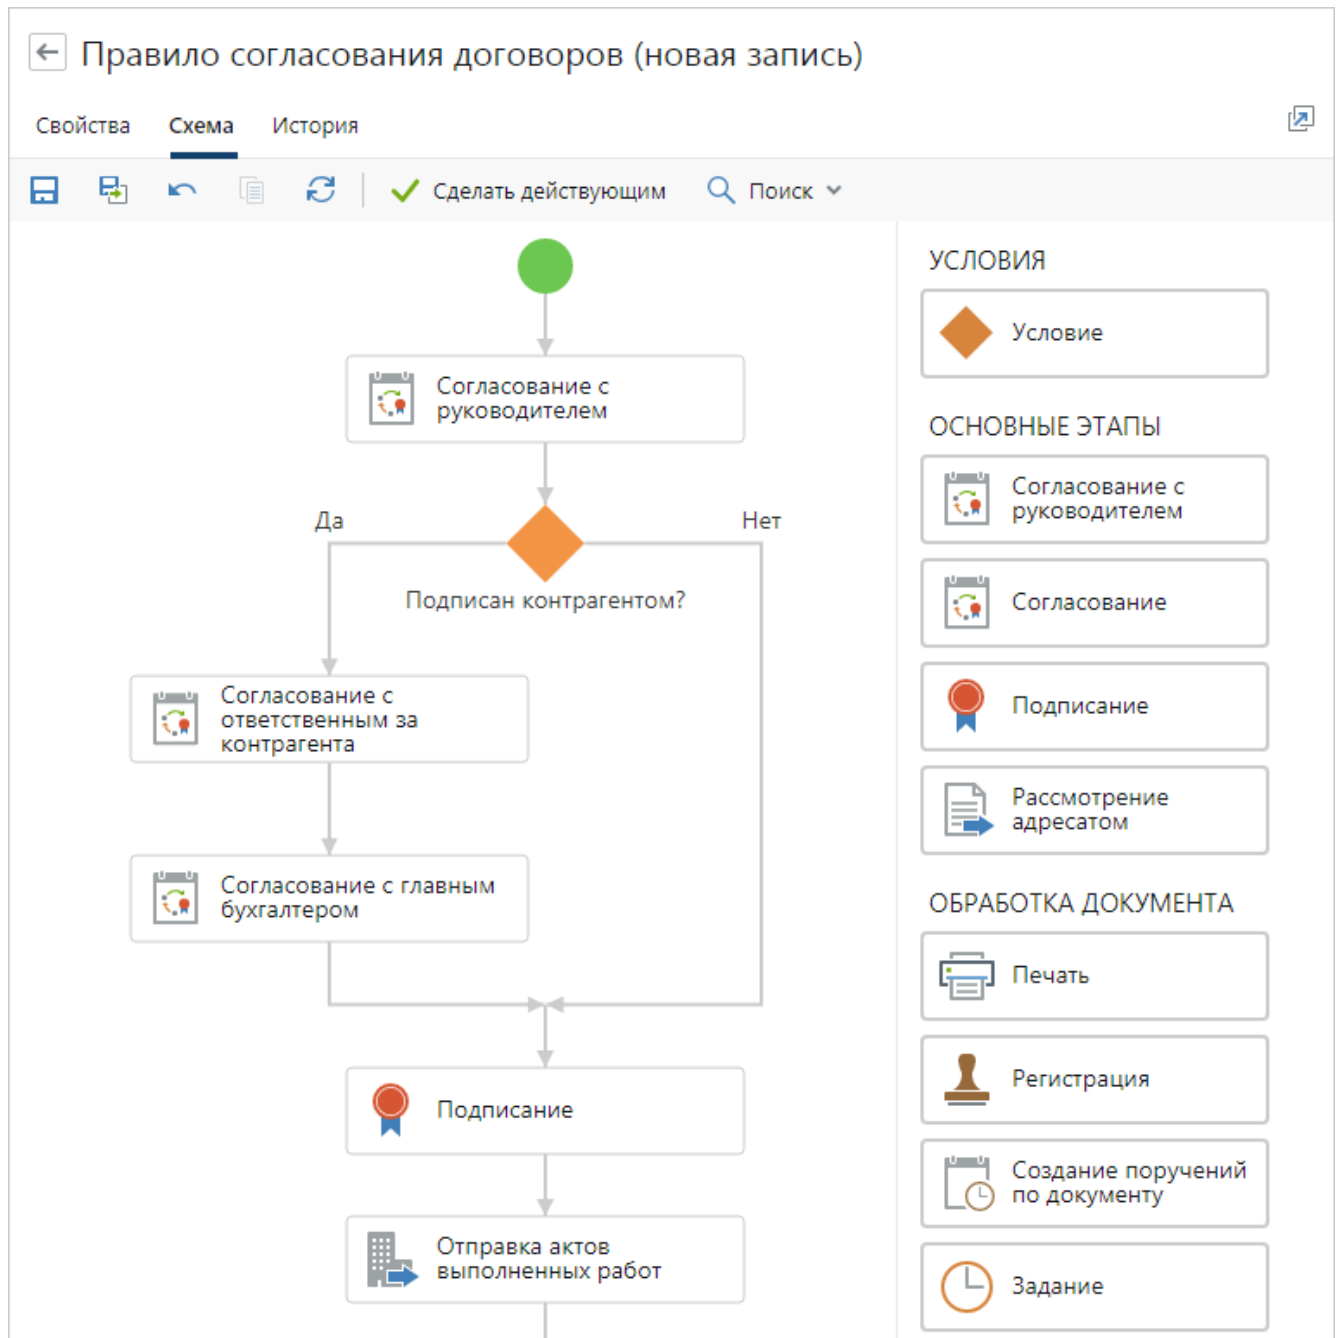 Правило согласования договоров (новая запись)
Свойства
Схема
История
Сделать действующим
Поиск
Согласование с
руководителем
Да
Нет
Подписан контрагентом?
Согласование с
ответственным за
контрагента
Согласование с главным
бухгалтером
Подписание
Отправка актов
выполненных работ
УСЛОВИЯ
Условие
ОСНОВНЫЕ ЭТАПЫ
Согласование с
руководителем
Согласование
Подписание
Рассмотрение
адресатом
ОБРАБОТКА ДОКУМЕНТА
Печать
Регистрация
Создание поручений
по документу
Задание